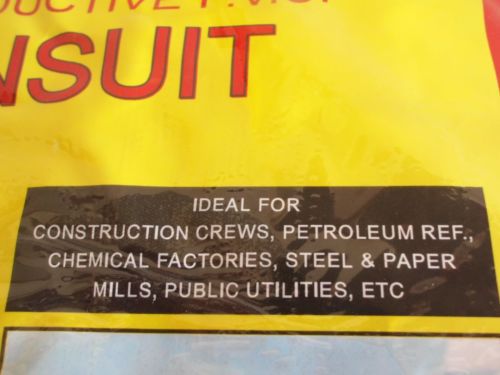 NSUIT
IDEAL FOR
CONSTRUCTION CREWS, PETROLEUM REF.,
CHEMICAL FACTORIES, STEEL & PAPER
MILLS, PUBLIC UTILITIES, ETC